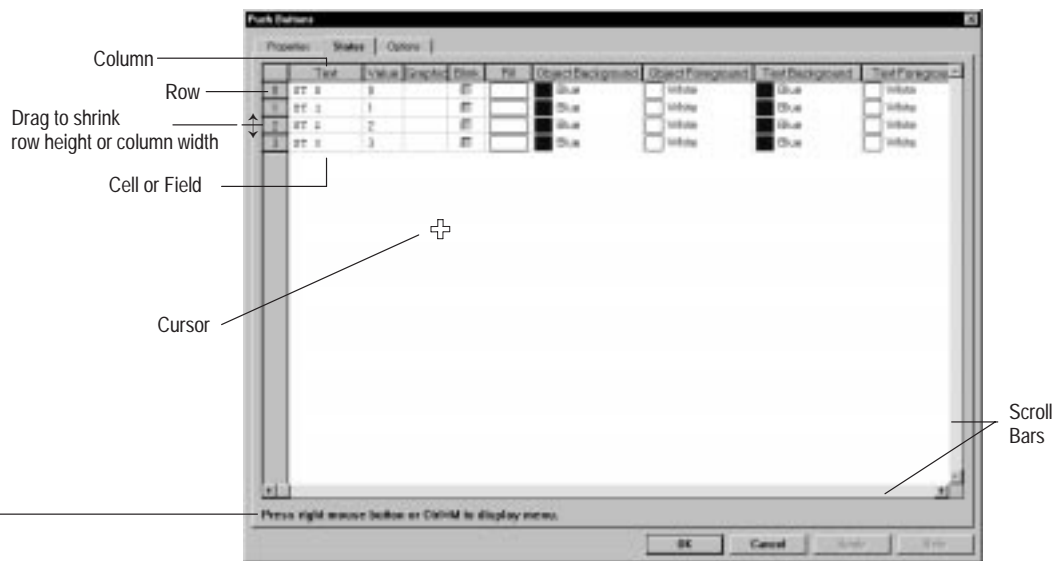 Push Buttons
Properties States Options
Column
Text Value Graphic Blink Fill Object Background Object Foreground Text Background Text Foregrou
Row
0 ST 0 0 Blue White Blue White
1 1 Blue White Blue White
Drag to shrink
row height or column width
2 2 Blue White Blue White
3 3 Blue White Blue White
Cell or Field
Cursor
Scroll
Bars
Press right mouse button or Ctrl+M to display menu.
OK Cancel Apply Help